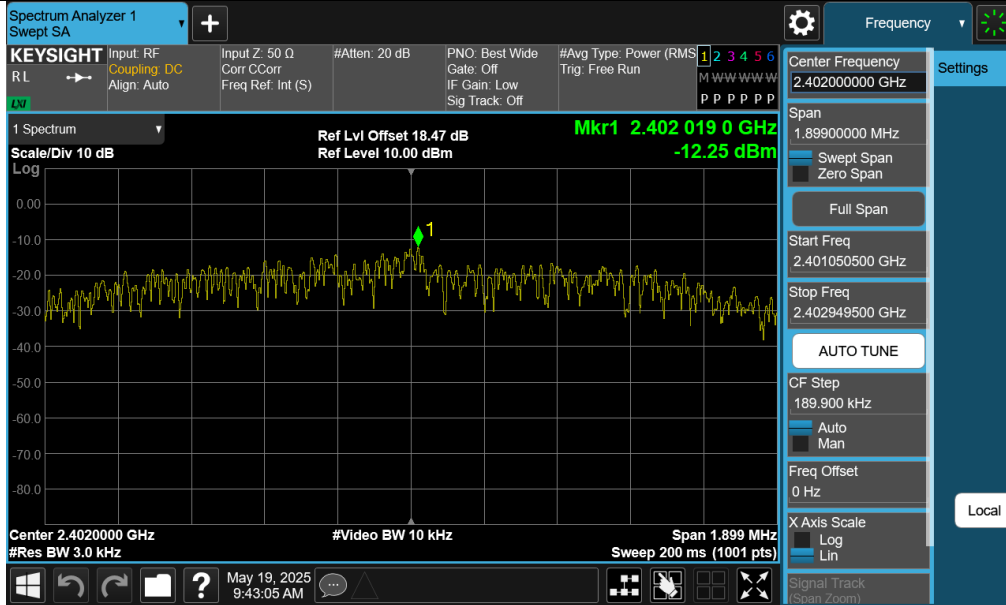 Spectrum Analyzer 1
Swept SA
+
Frequency
KEYSIGHT
RL
LXI
Input: RF
Coupling: DC
Align: Auto
Input Z: 50 Ω
Corr CCorr
Freq Ref: Int (S)
#Atten: 20 dB
PNO: Best Wide
Gate: Off
IF Gain: Low
Sig Track: Off
#Avg Type: Power (RMS
Trig: Free Run
1 2 3 4 5 6
M W W W W W
P P P P P P
1 Spectrum
Scale/Div 10 dB
Log
Ref Lvl Offset 18.47 dB
Ref Level 10.00 dBm
Mkr1 2.402 019 0 GHz
-12.25 dBm
1
0.00
-10.0
-20.0
-30.0
-40.0
-50.0
-60.0
-70.0
-80.0
Center 2.4020000 GHz
#Res BW 3.0 kHz
#Video BW 10 kHz
Span 1.899 MHz
Sweep 200 ms (1001 pts)
?
May 19, 2025
9:43:05 AM
Center Frequency
2.402000000 GHz
Span
1.89900000 MHz
Swept Span
Zero Span
Full Span
Start Freq
2.401050500 GHz
Stop Freq
2.402949500 GHz
AUTO TUNE
CF Step
189.900 kHz
Auto
Man
Freq Offset
0 Hz
X Axis Scale
Log
Lin
Signal Track
(Span Zoom)
Settings
Local